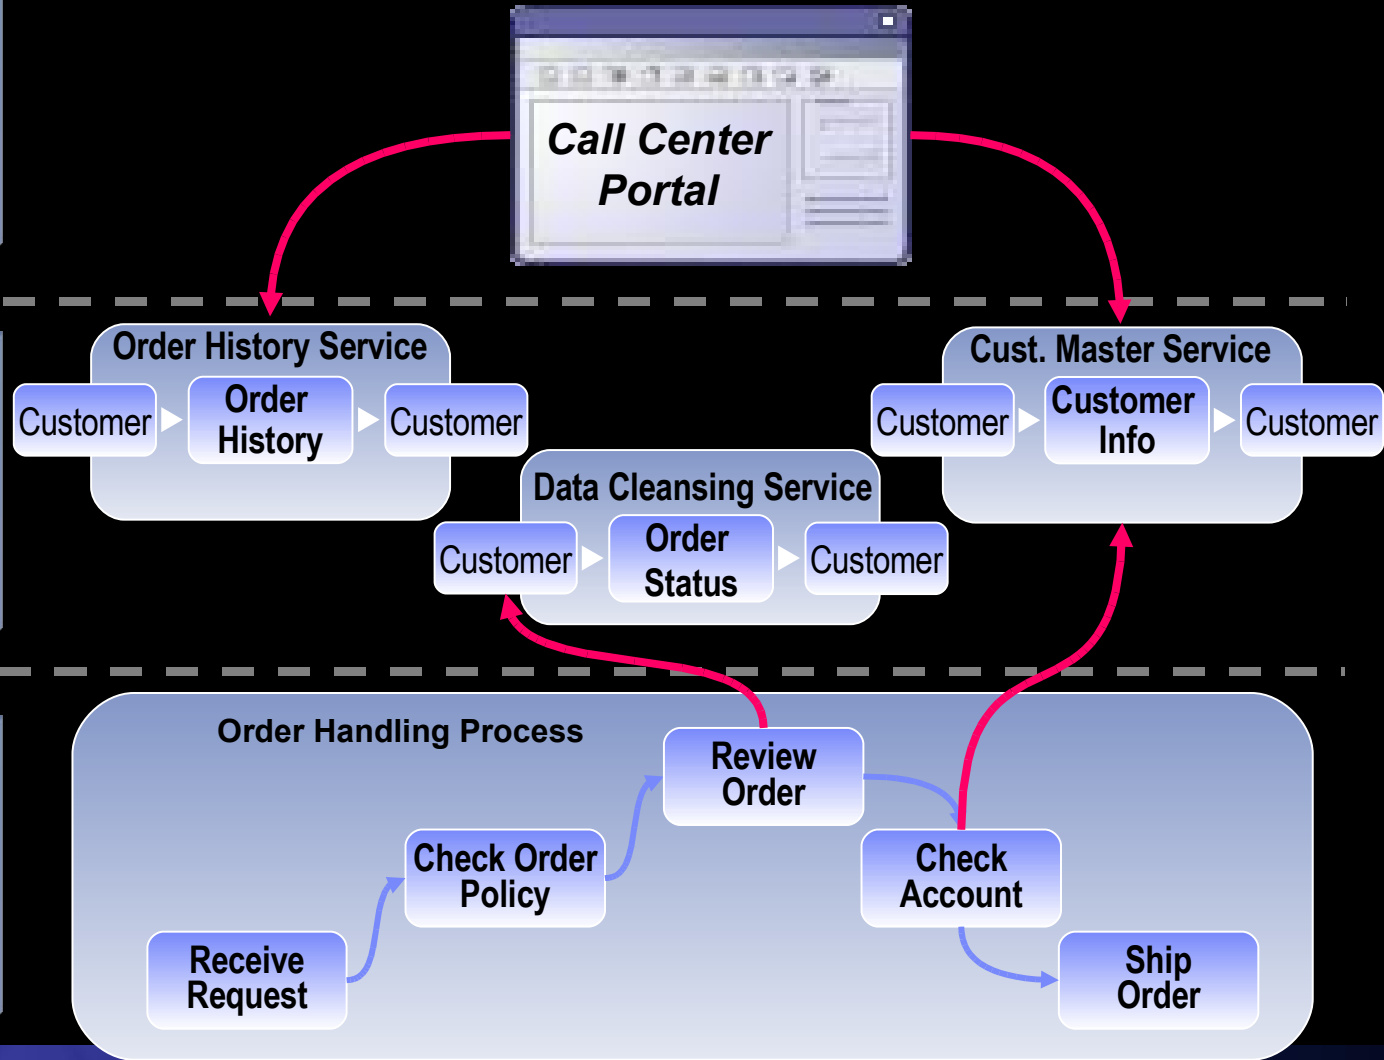 Call Center
Portal
Order History Service
Customer
Order
History
Customer
Cust. Master Service
Customer
Customer
Info
Customer
Data Cleansing Service
Customer
Order
Status
Customer
Order Handling Process
Review
Order
Check Order
Policy
Check
Account
Receive
Request
Ship
Order